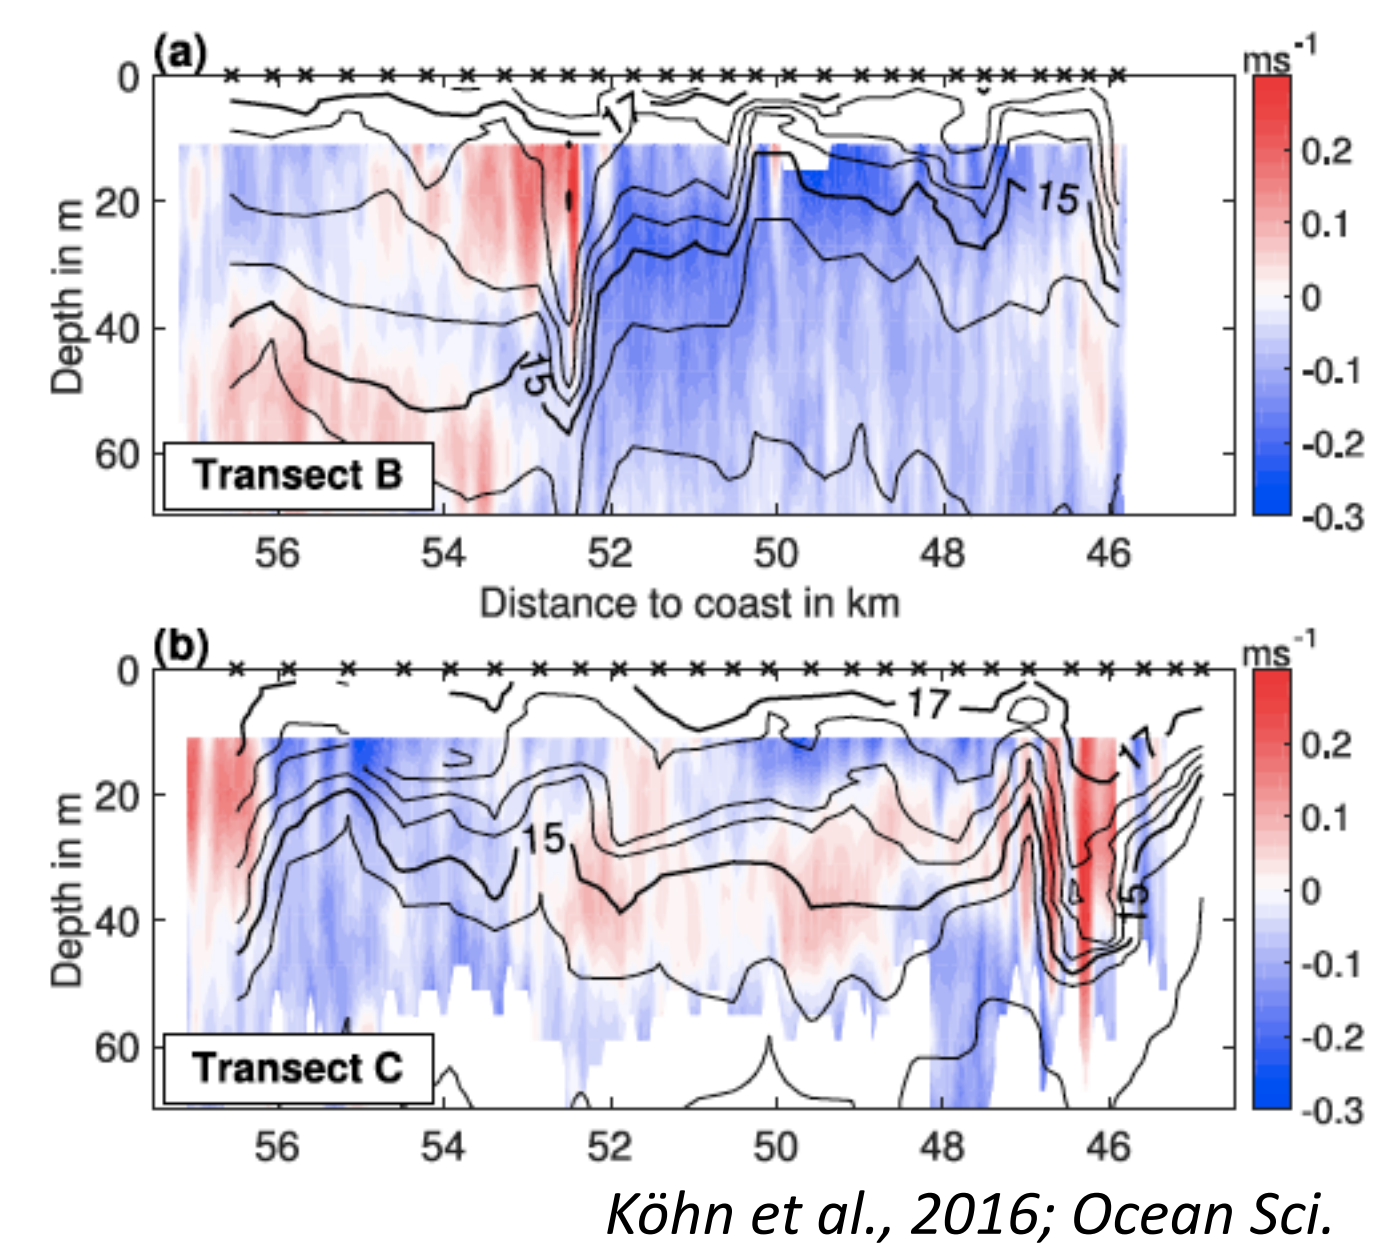 (a)
ms-1
17
15
15
0
20
40
60
Depth in m
Transect B
0.2
0.1
0
-0.1
-0.2
-0.3
56 54 52 50 48 46
Distance to coast in km
(b)
ms-1
17
17
15
15
0
20
40
60
Depth in m
Transect C
0.2
0.1
0
-0.1
-0.2
-0.3
56 54 52 50 48 46
Köhn et al., 2016; Ocean Sci.